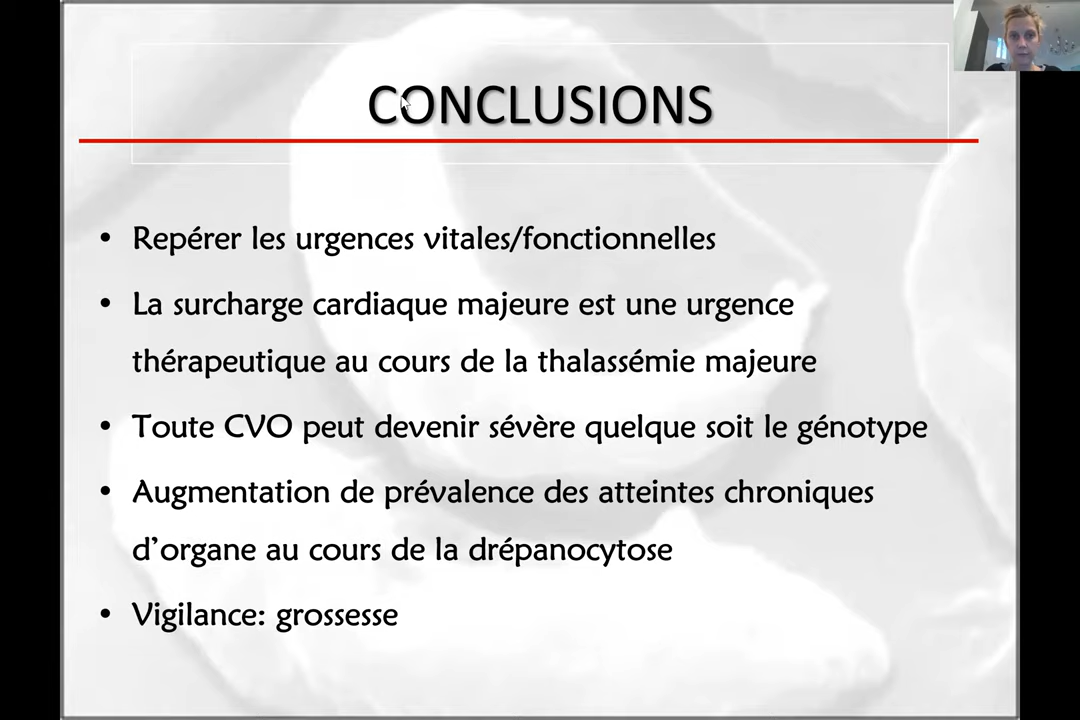 CONCLUSIONS
• Repérer les urgences vitales/fonctionnelles
• La surcharge cardiaque majeure est une urgence
thérapeutique au cours de la thalassémie majeure
• Toute CVO peut devenir sévère quelque soit le génotype
• Augmentation de prévalence des atteintes chroniques
d’organe au cours de la drépanocytose
• Vigilance: grossesse